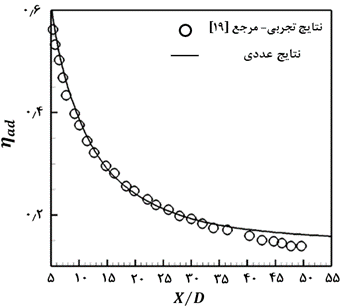 ۰٫۶
نتایج تجربی- مرجع [۱۹]
نتایج عددی
۰٫۴
η_ad
۰٫۲
۵ ۱۰ ۱۵ ۲۰ ۲۵ ۳۰ ۳۵ ۴۰ ۴۵ ۵۰ ۵۵
X/D